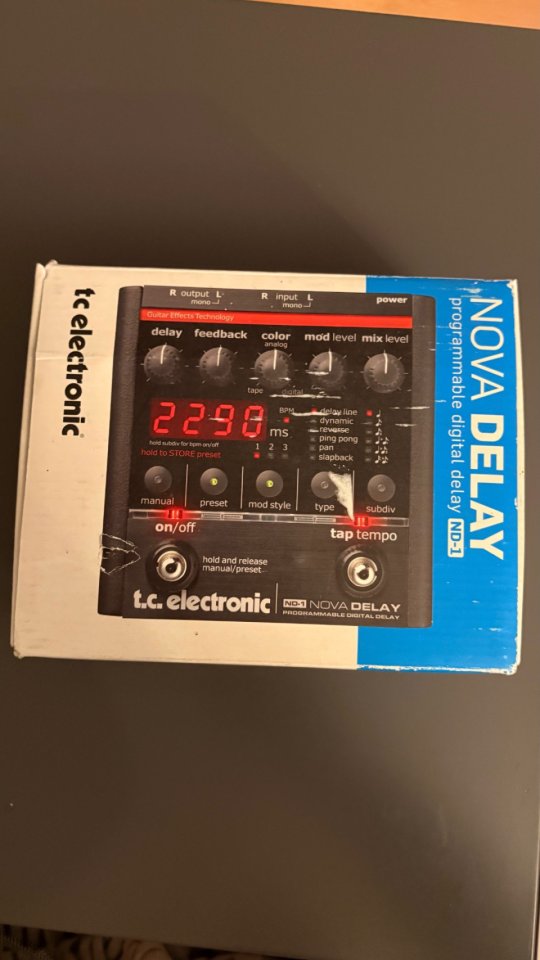 tc electronic
R output L
mono
R input L
mono
power
Guitar Effects Technology
delay feedback color mod level mix level
analog
tape digital
2290 ms
BPM
hold subdiv for bpm on/off
hold to STORE preset
1 2 3
delay line
dynamic
reverse
ping pong
pan
slapback
manual preset mod style type subdiv
on/off
tap tempo
hold and release
manual/preset
t.c. electronic
ND-1 NOVA DELAY
PROGRAMMABLE DIGITAL DELAY
NOVA DELAY
programmable digital delay ND-1